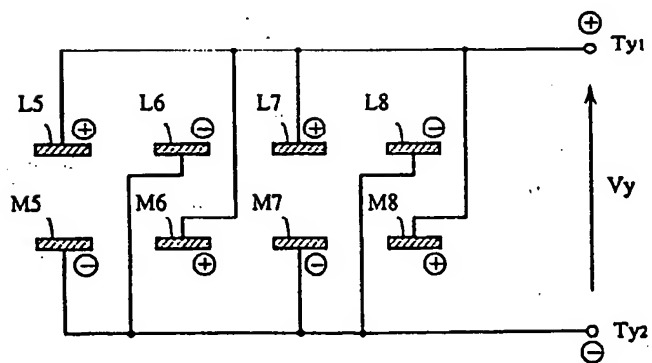 ⊕ Ty1
L5 ⊕ L6 ⊖ L7 ⊕ L8 ⊖
Vy
M5 ⊖ M6 ⊕ M7 ⊖ M8 ⊕
Ty2
⊖